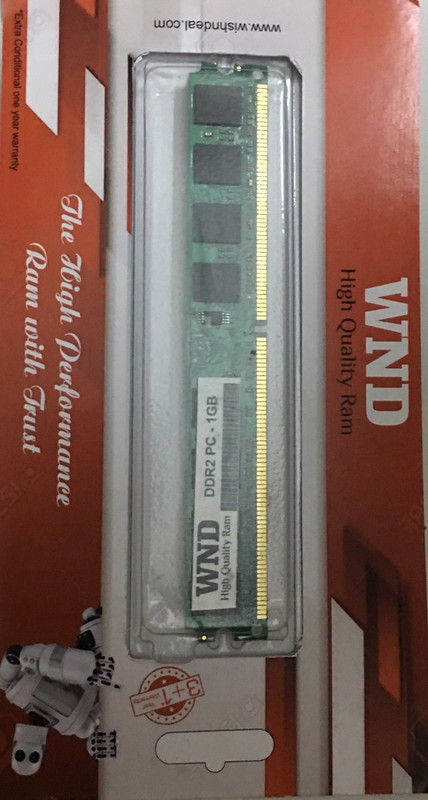 WND
High Quality Ram
www.wishndeal.com
WND
High Quality Ram
DDR2 PC - 1GB
The High Performance
Ram with Trust
*Extra Conditional one year warranty
3+1*